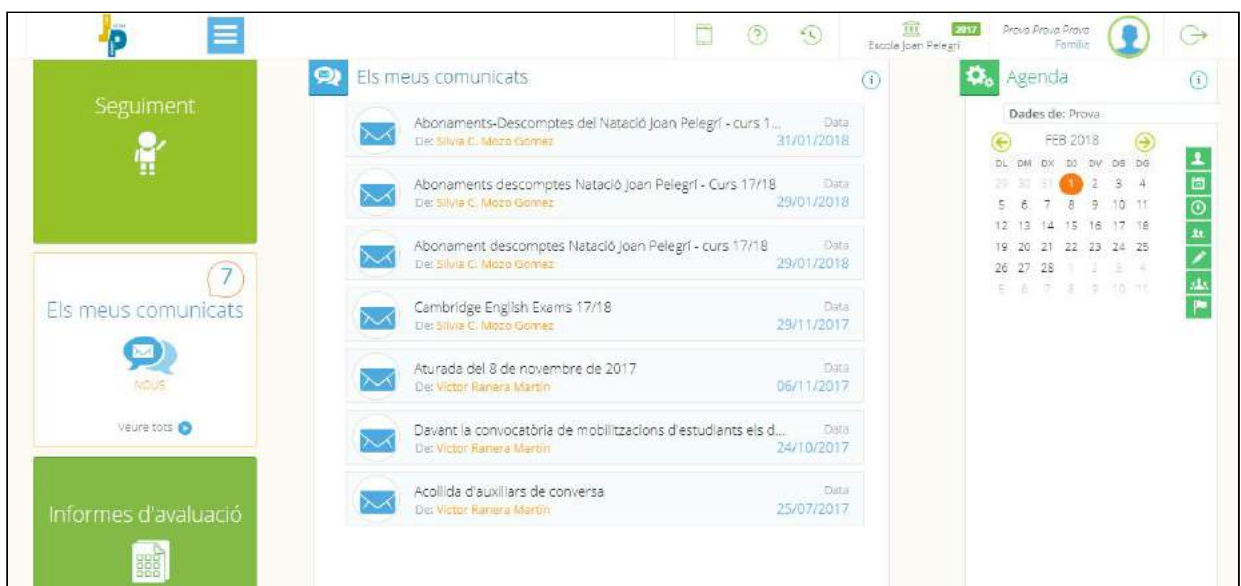 2017
Prova Prova Prova
Escola Joan Pelegrí
Família
Seguiment
7
Els meus comunicats
NOUS
Veure tots
Informes d'avaluació
Els meus comunicats
Abonaments-Descomptes del Natació Joan Pelegrí - curs 1...
Data
De: Silvia C. Mozo Gomez
31/01/2018
Abonaments descomptes Natació Joan Pelegrí - Curs 17/18
Data
De: Silvia C. Mozo Gomez
29/01/2018
Abonament descomptes Natació Joan Pelegrí - curs 17/18
Data
De: Silvia C. Mozo Gomez
29/01/2018
Cambridge English Exams 17/18
Data
De: Silvia C. Mozo Gomez
29/11/2017
Aturada del 8 de novembre de 2017
Data
De: Victor Ranera Martín
06/11/2017
Davant la convocatòria de mobilitzacions d'estudiants els d...
Data
De: Victor Ranera Martín
24/10/2017
Acollida d'auxiliars de conversa
Data
De: Victor Ranera Martín
25/07/2017
Agenda
Dades de: Prova
FEB 2018
DL DM DX DJ DV DS DG
29 30 31 1 2 3 4
5 6 7 8 9 10 11
12 13 14 15 16 17 18
19 20 21 22 23 24 25
26 27 28 1 2 3 4
5 6 7 8 9 10 11